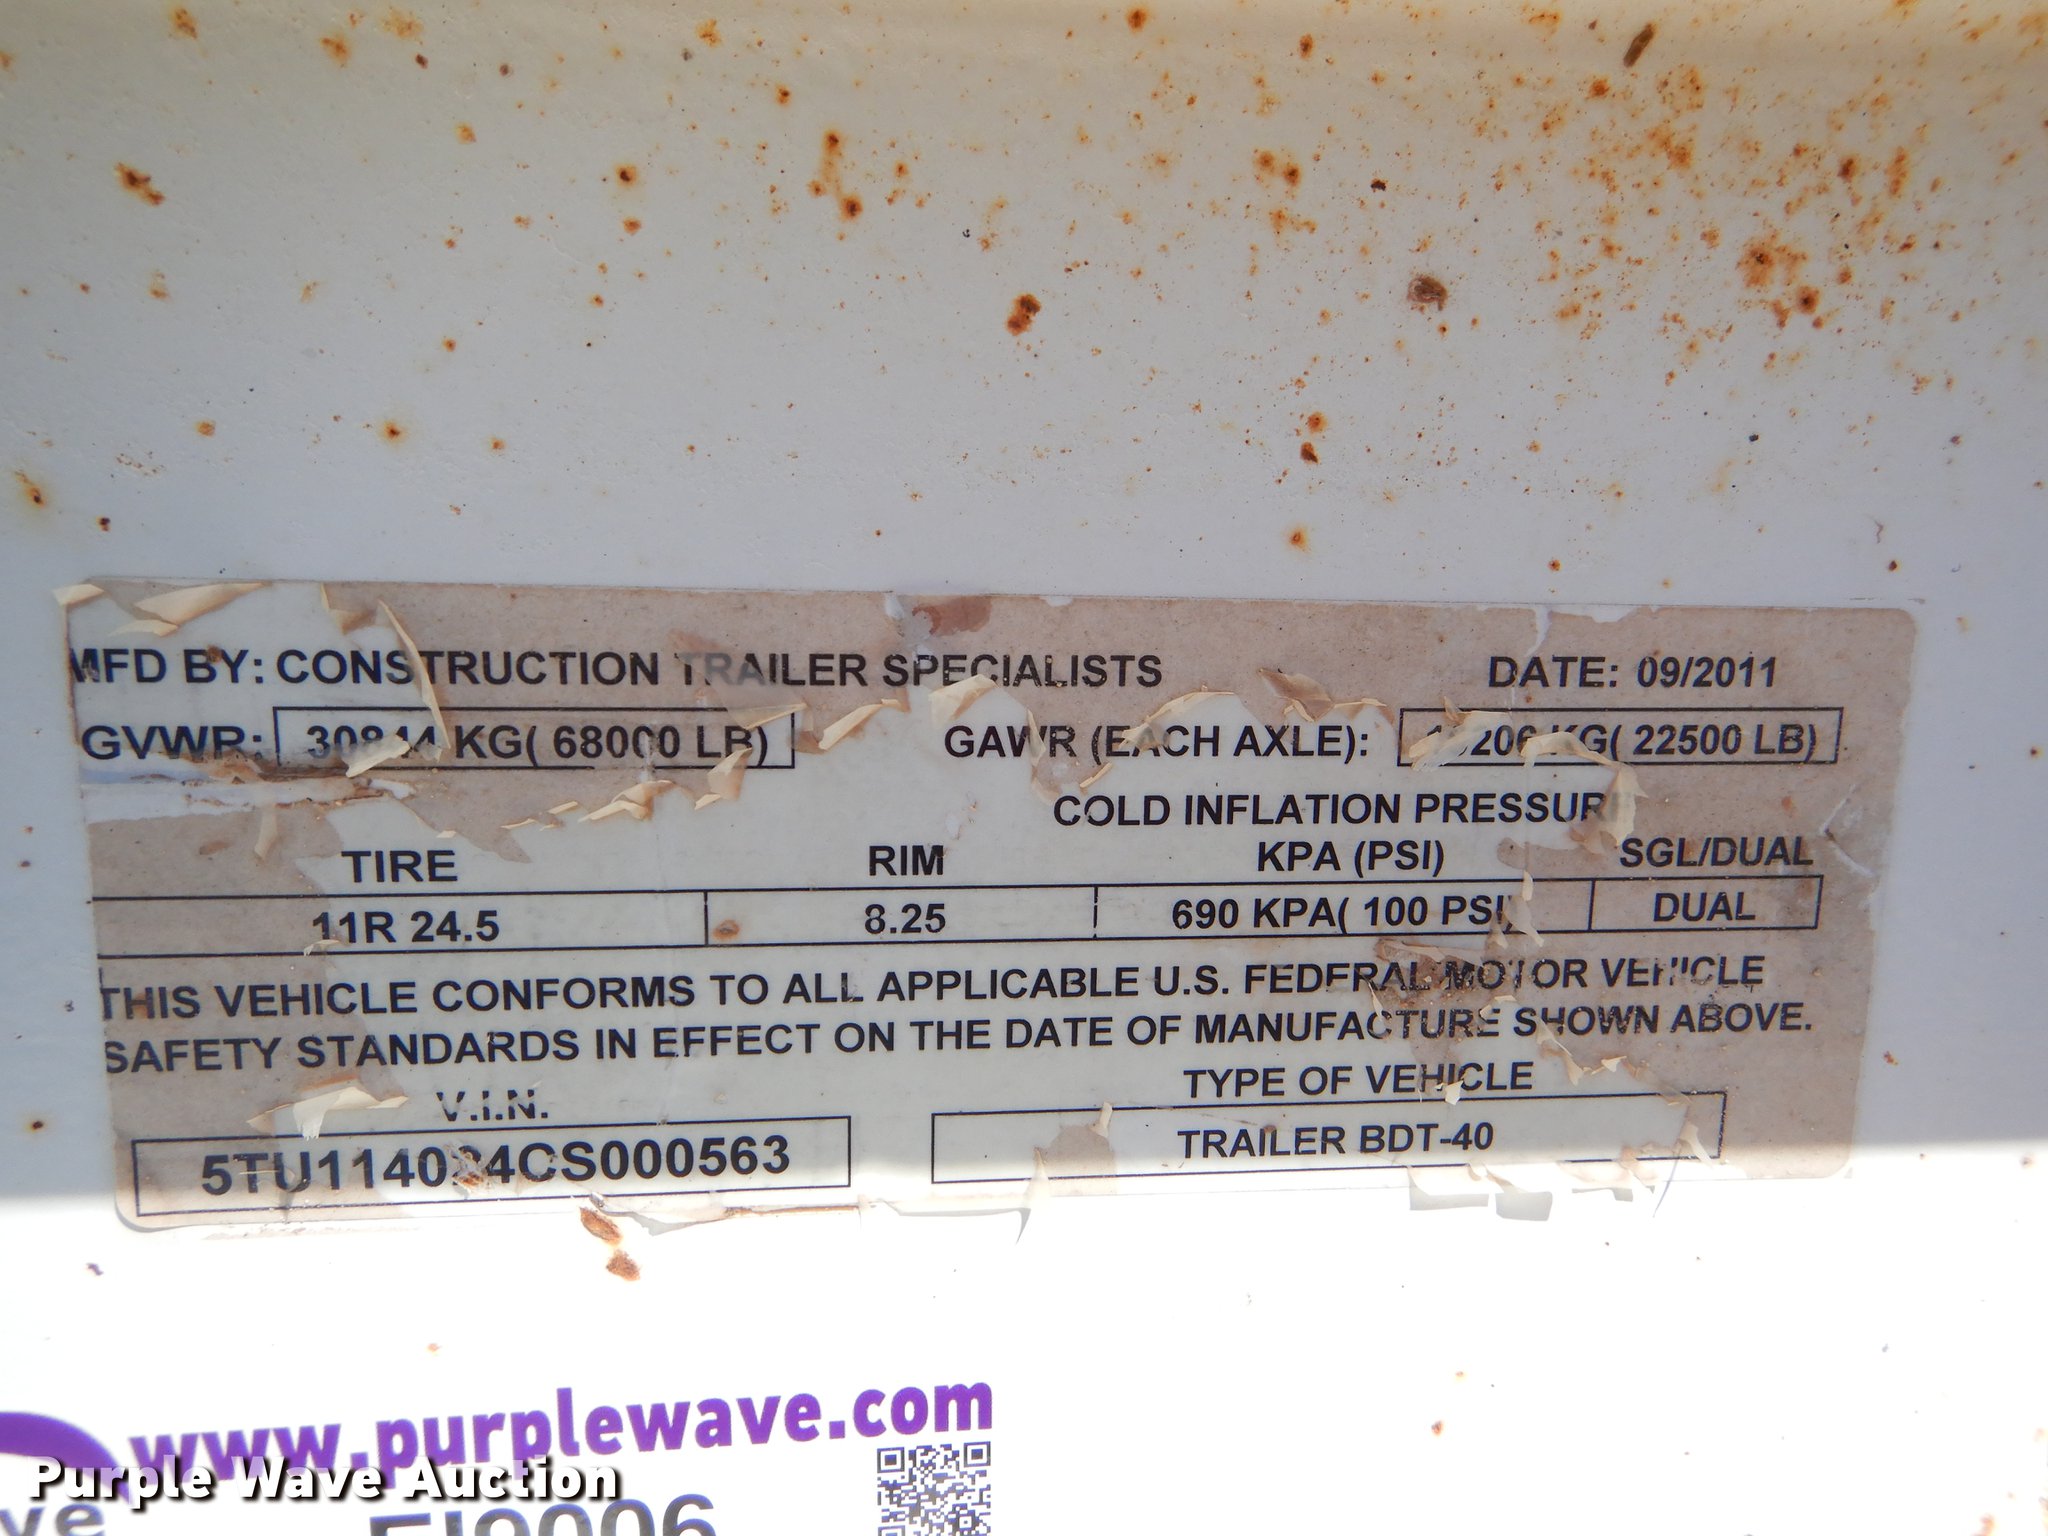 MFD BY: CONSTRUCTION TRAILER SPECIALISTS DATE: 09/2011
GVWR: 30844 KG( 68000 LB) GAWR (EACH AXLE): 10206 KG( 22500 LB)
COLD INFLATION PRESSURE
TIRE RIM KPA (PSI) SGL/DUAL
11R 24.5 8.25 690 KPA( 100 PSI) DUAL
THIS VEHICLE CONFORMS TO ALL APPLICABLE U.S. FEDERAL MOTOR VEHICLE
SAFETY STANDARDS IN EFFECT ON THE DATE OF MANUFACTURE SHOWN ABOVE.
V.I.N. TYPE OF VEHICLE
TRAILER BDT-40
www.purplewave.com
Purple Wave Auction